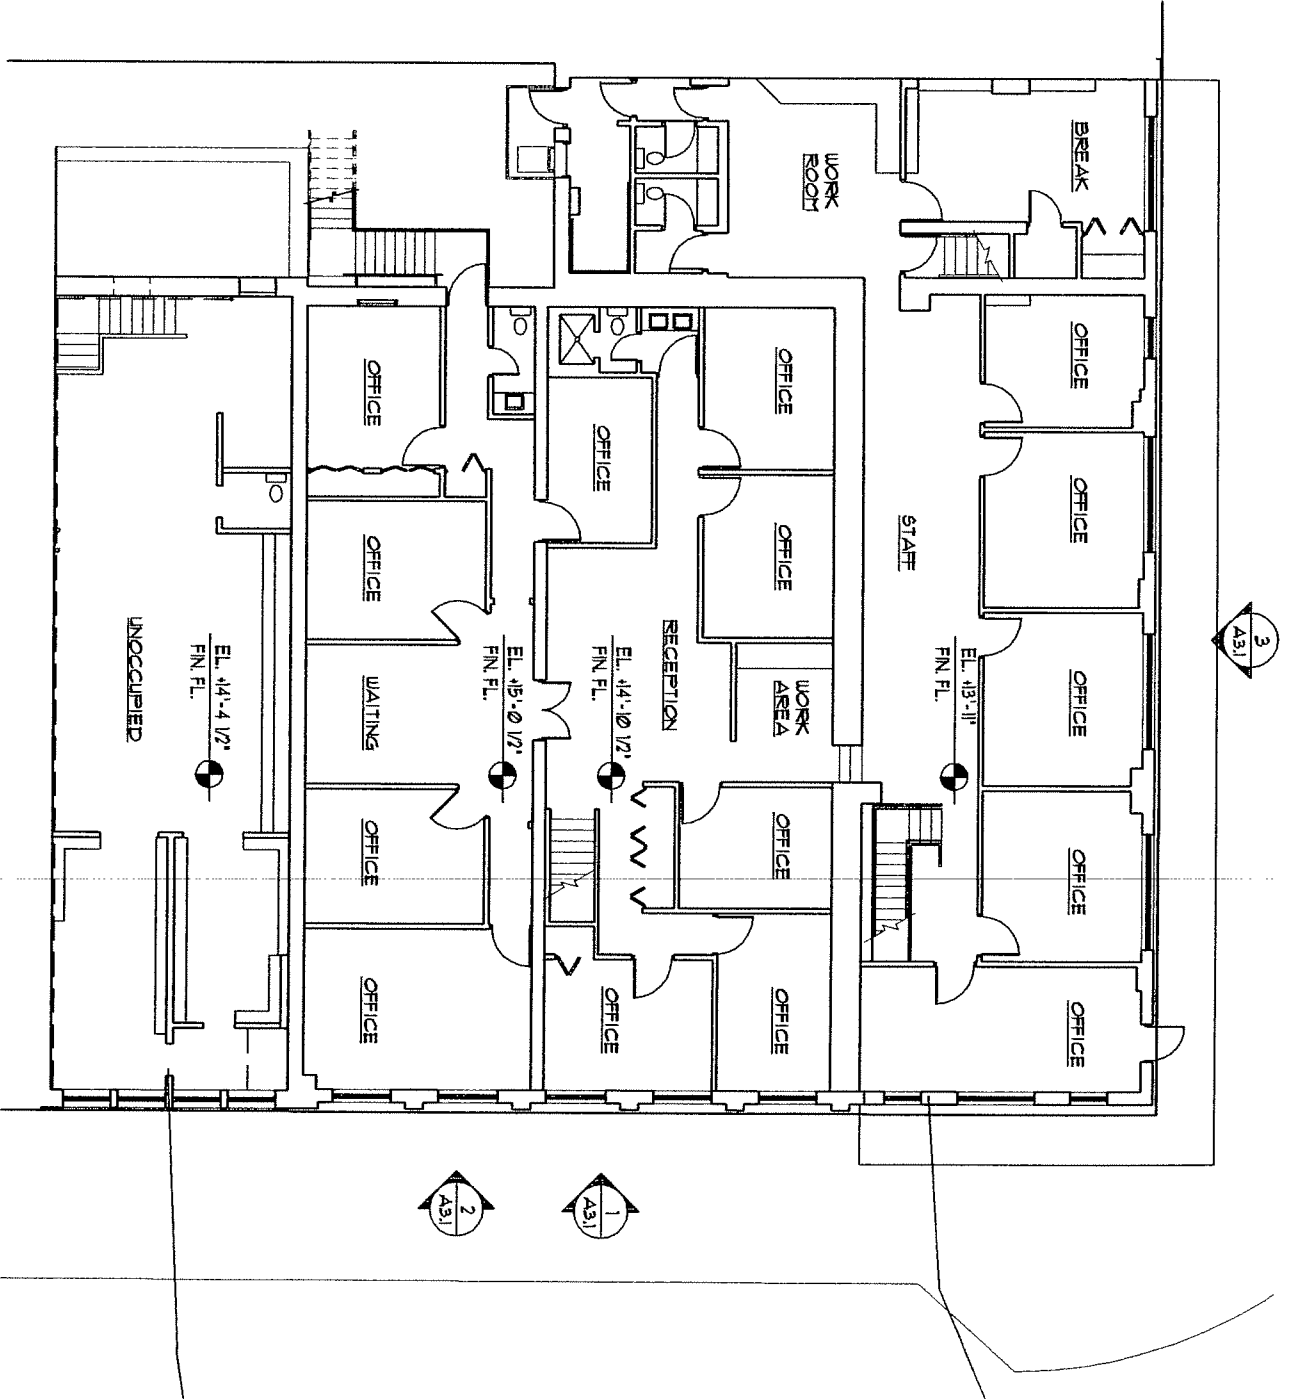 BREAK
WORK
ROOM
OFFICE
OFFICE
OFFICE
OFFICE
OFFICE
STAFF
EL. +13'-11"
FIN. FL.
OFFICE
OFFICE
WORK
AREA
OFFICE
OFFICE
OFFICE
RECEPTION
EL. +14'-10 1/2"
FIN. FL.
OFFICE
EL. +15'-0 1/2"
FIN. FL.
OFFICE
OFFICE
WAITING
OFFICE
OFFICE
EL. +14'-4 1/2"
FIN. FL.
UNOCCUPIED
3
A3.1
1
A3.1
2
A3.1